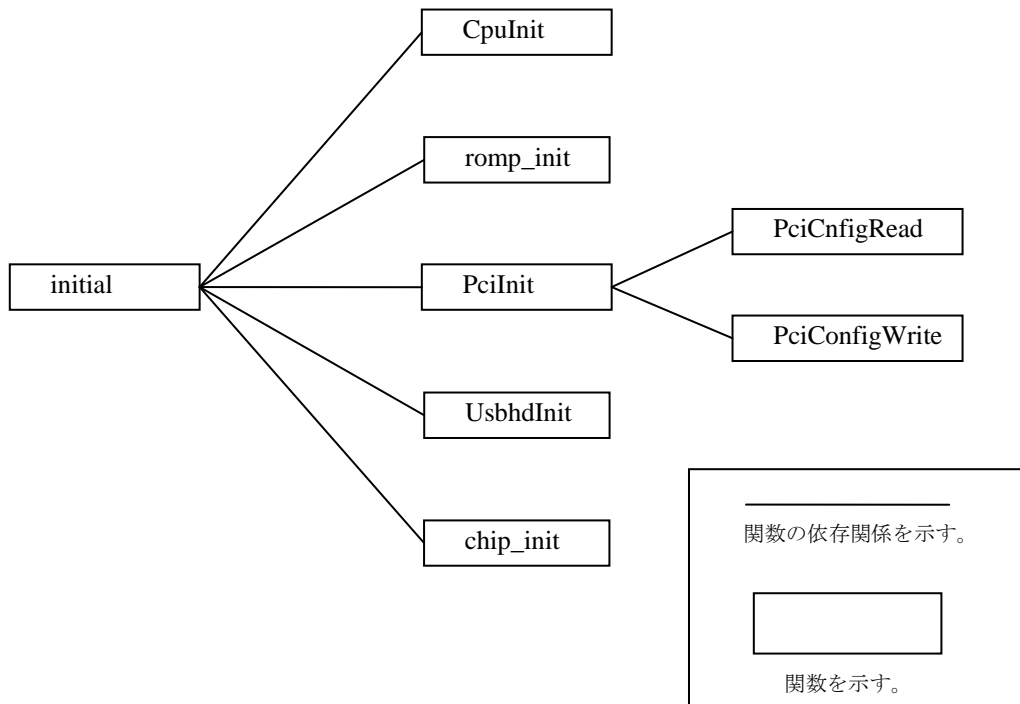 CpuInit
romp_init
PciCnfigRead
initial
PciInit
PciConfigWrite
UsbhdInit
chip_init
関数の依存関係を示す。
関数を示す。